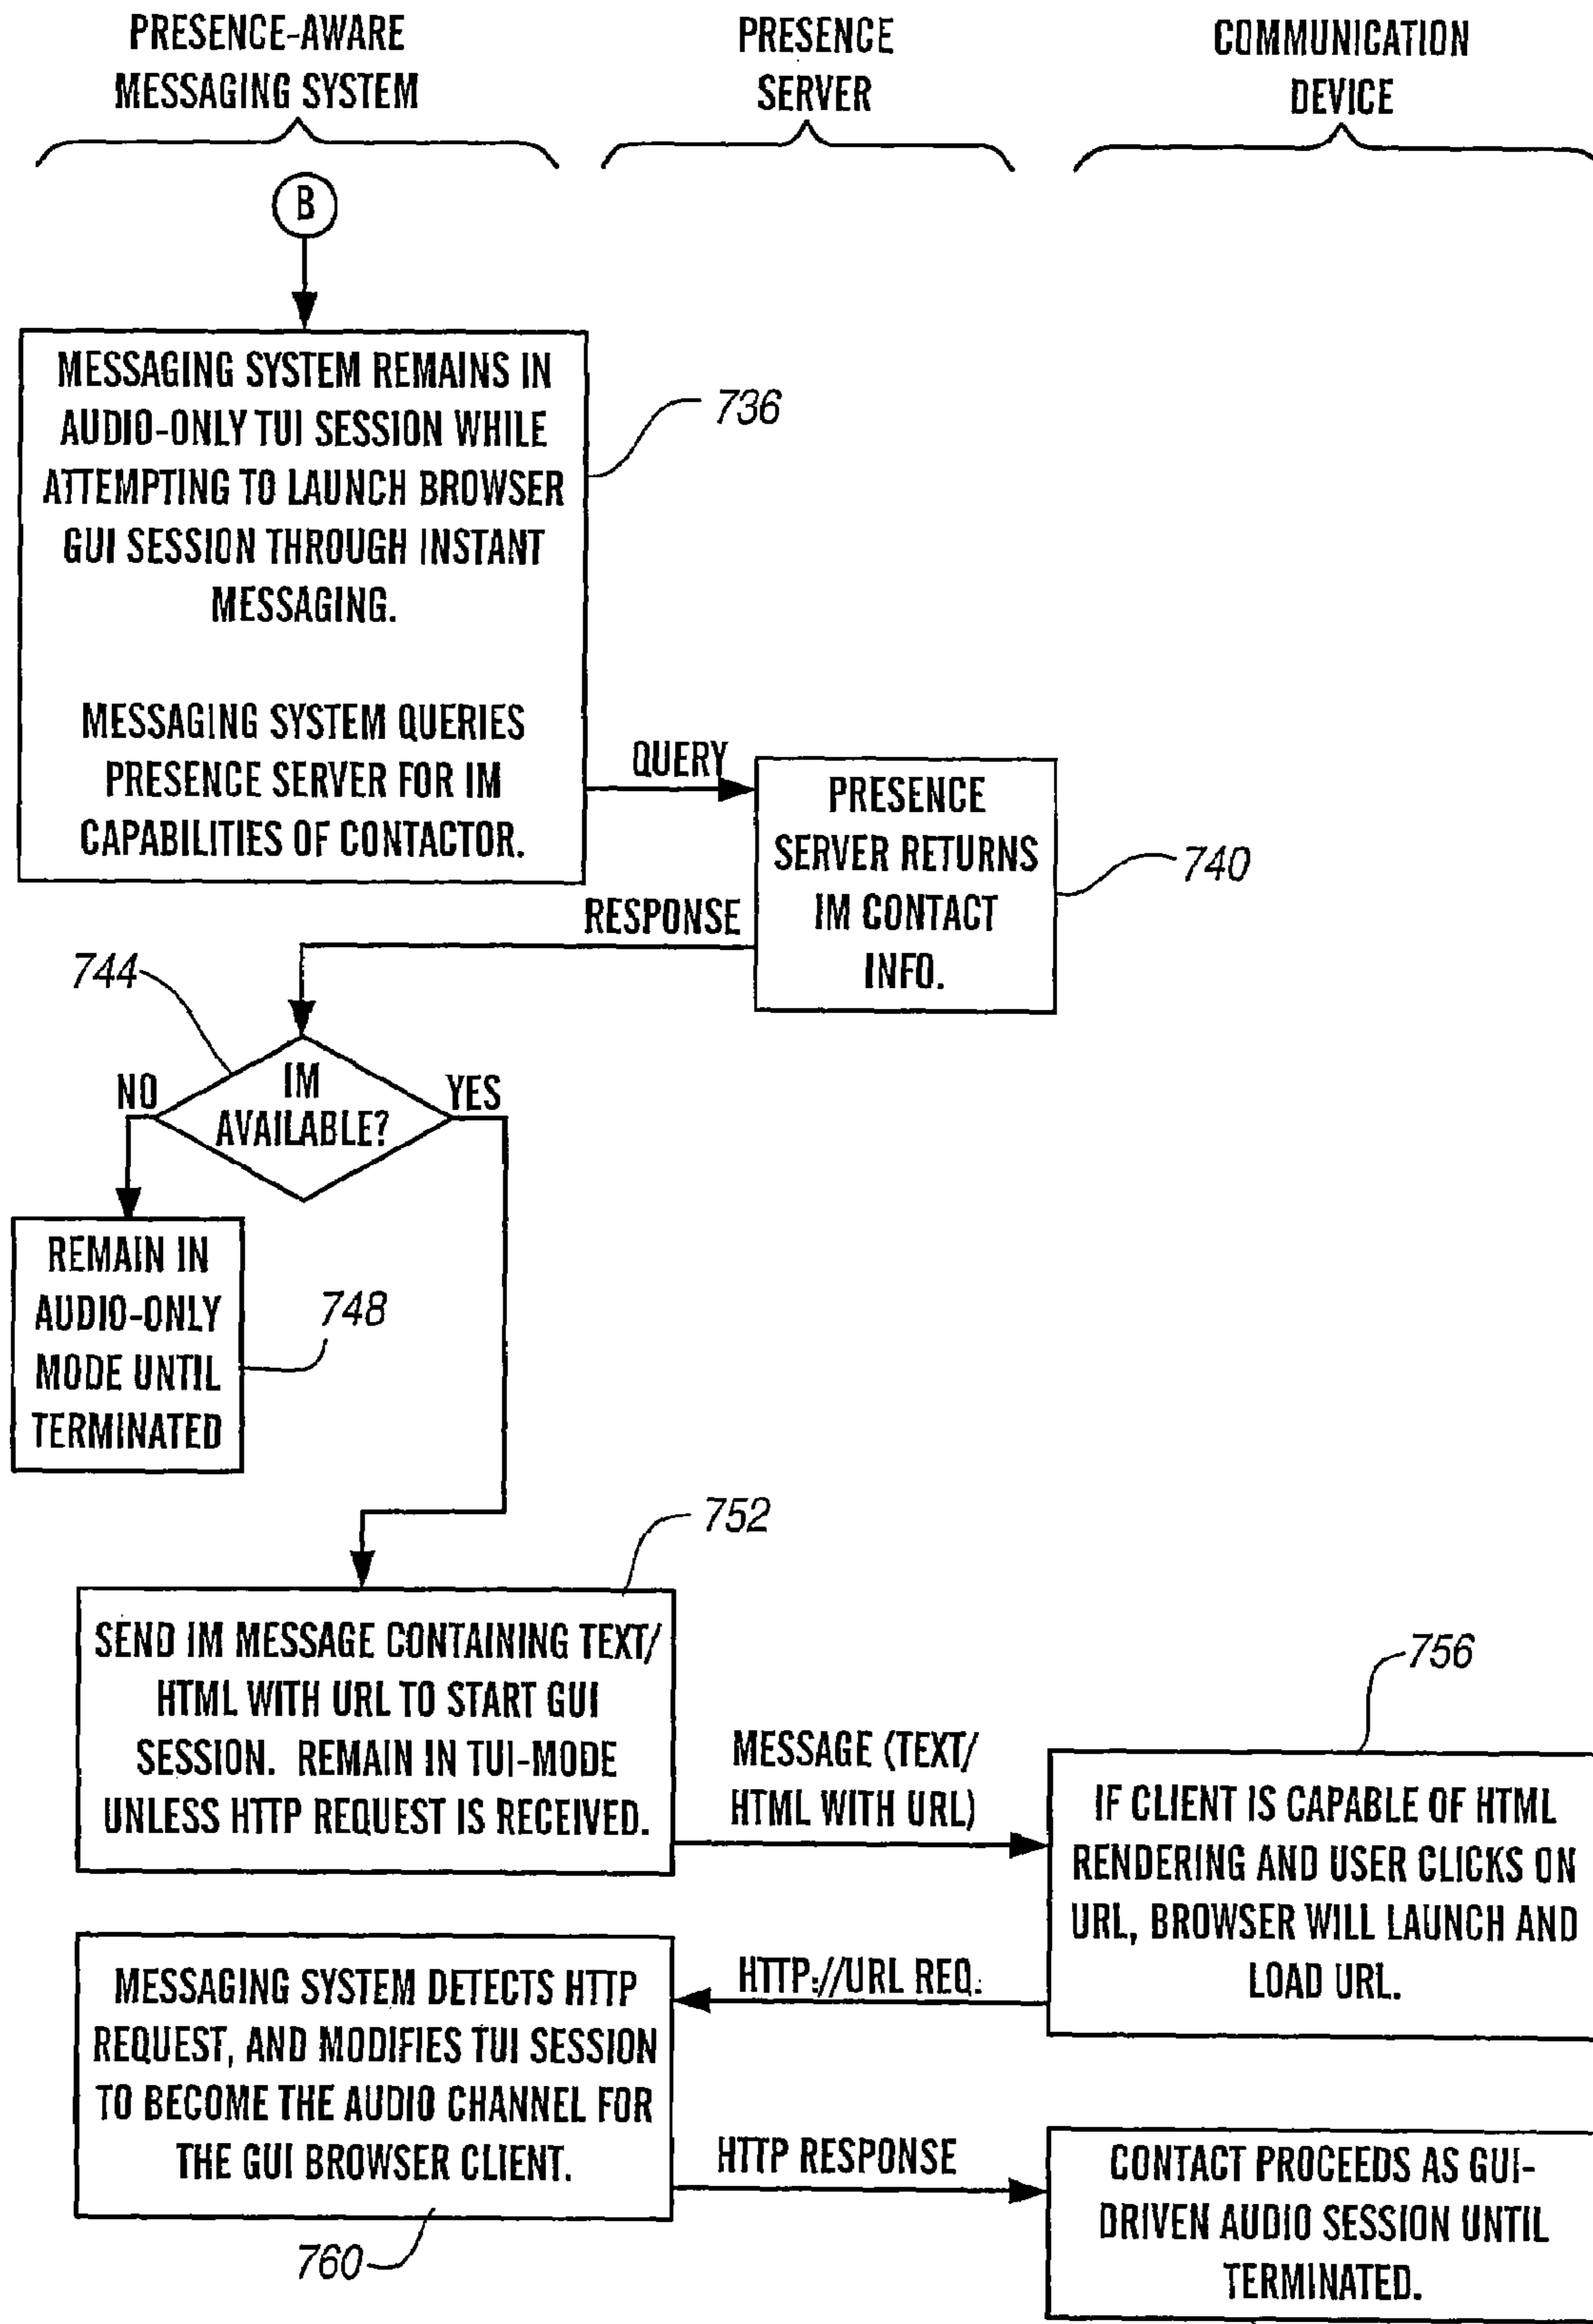 PRESENCE-AWARE
MESSAGING SYSTEM
PRESENCE
SERVER
COMMUNICATION
DEVICE
B
MESSAGING SYSTEM REMAINS IN
AUDIO-ONLY TUI SESSION WHILE
ATTEMPTING TO LAUNCH BROWSER
GUI SESSION THROUGH INSTANT
MESSAGING.
MESSAGING SYSTEM QUERIES
PRESENCE SERVER FOR IM
CAPABILITIES OF CONTACTOR.
736
QUERY
PRESENCE
SERVER RETURNS
IM CONTACT
INFO.
740
RESPONSE
744
NO
IM
AVAILABLE?
YES
REMAIN IN
AUDIO-ONLY
MODE UNTIL
TERMINATED
748
752
SEND IM MESSAGE CONTAINING TEXT/
HTML WITH URL TO START GUI
SESSION. REMAIN IN TUI-MODE
UNLESS HTTP REQUEST IS RECEIVED.
MESSAGE (TEXT/
HTML WITH URL)
756
IF CLIENT IS CAPABLE OF HTML
RENDERING AND USER CLICKS ON
URL, BROWSER WILL LAUNCH AND
LOAD URL.
HTTP://URL REQ.
MESSAGING SYSTEM DETECTS HTTP
REQUEST, AND MODIFIES TUI SESSION
TO BECOME THE AUDIO CHANNEL FOR
THE GUI BROWSER CLIENT.
760
HTTP RESPONSE
CONTACT PROCEEDS AS GUI-
DRIVEN AUDIO SESSION UNTIL
TERMINATED.